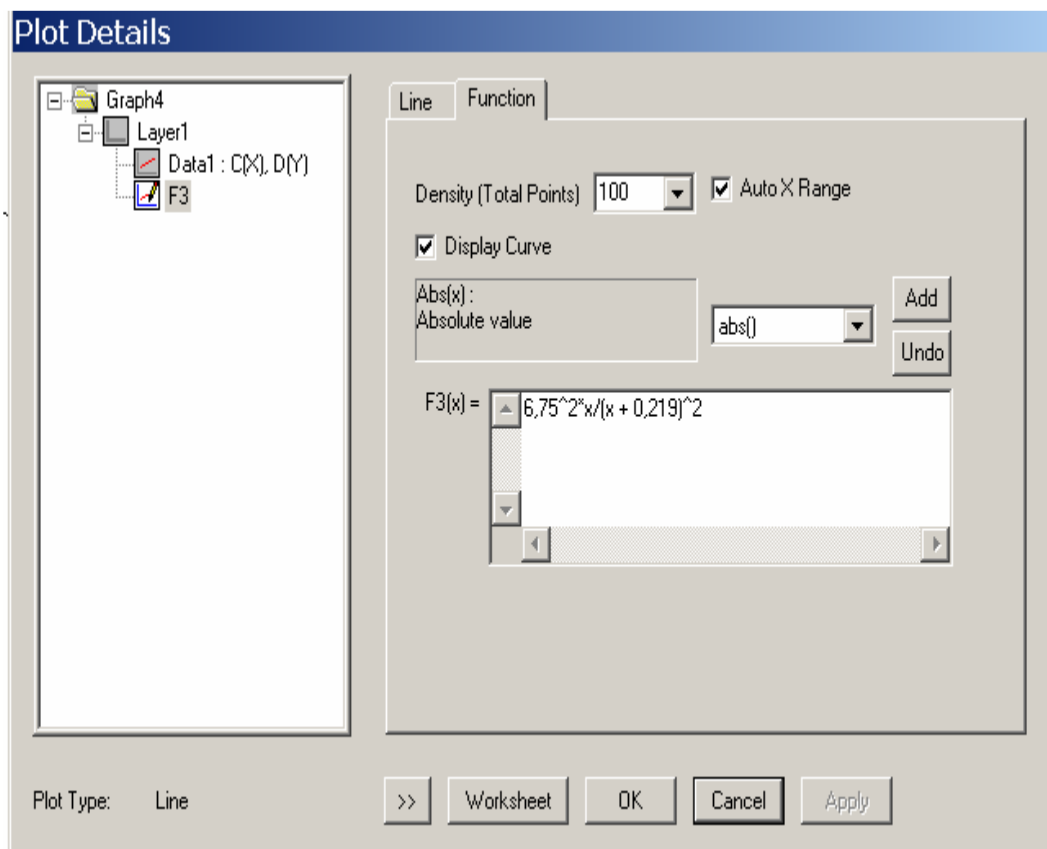 Plot Details
Graph4
Layer1
Data1 : C(X), D(Y)
F3
Line
Function
Density (Total Points)
100
Auto X Range
Display Curve
Abs(x) :
Absolute value
abs()
Add
Undo
F3(x) =
6,75^2*x/(x + 0,219)^2
Plot Type:
Line
>>
Worksheet
OK
Cancel
Apply